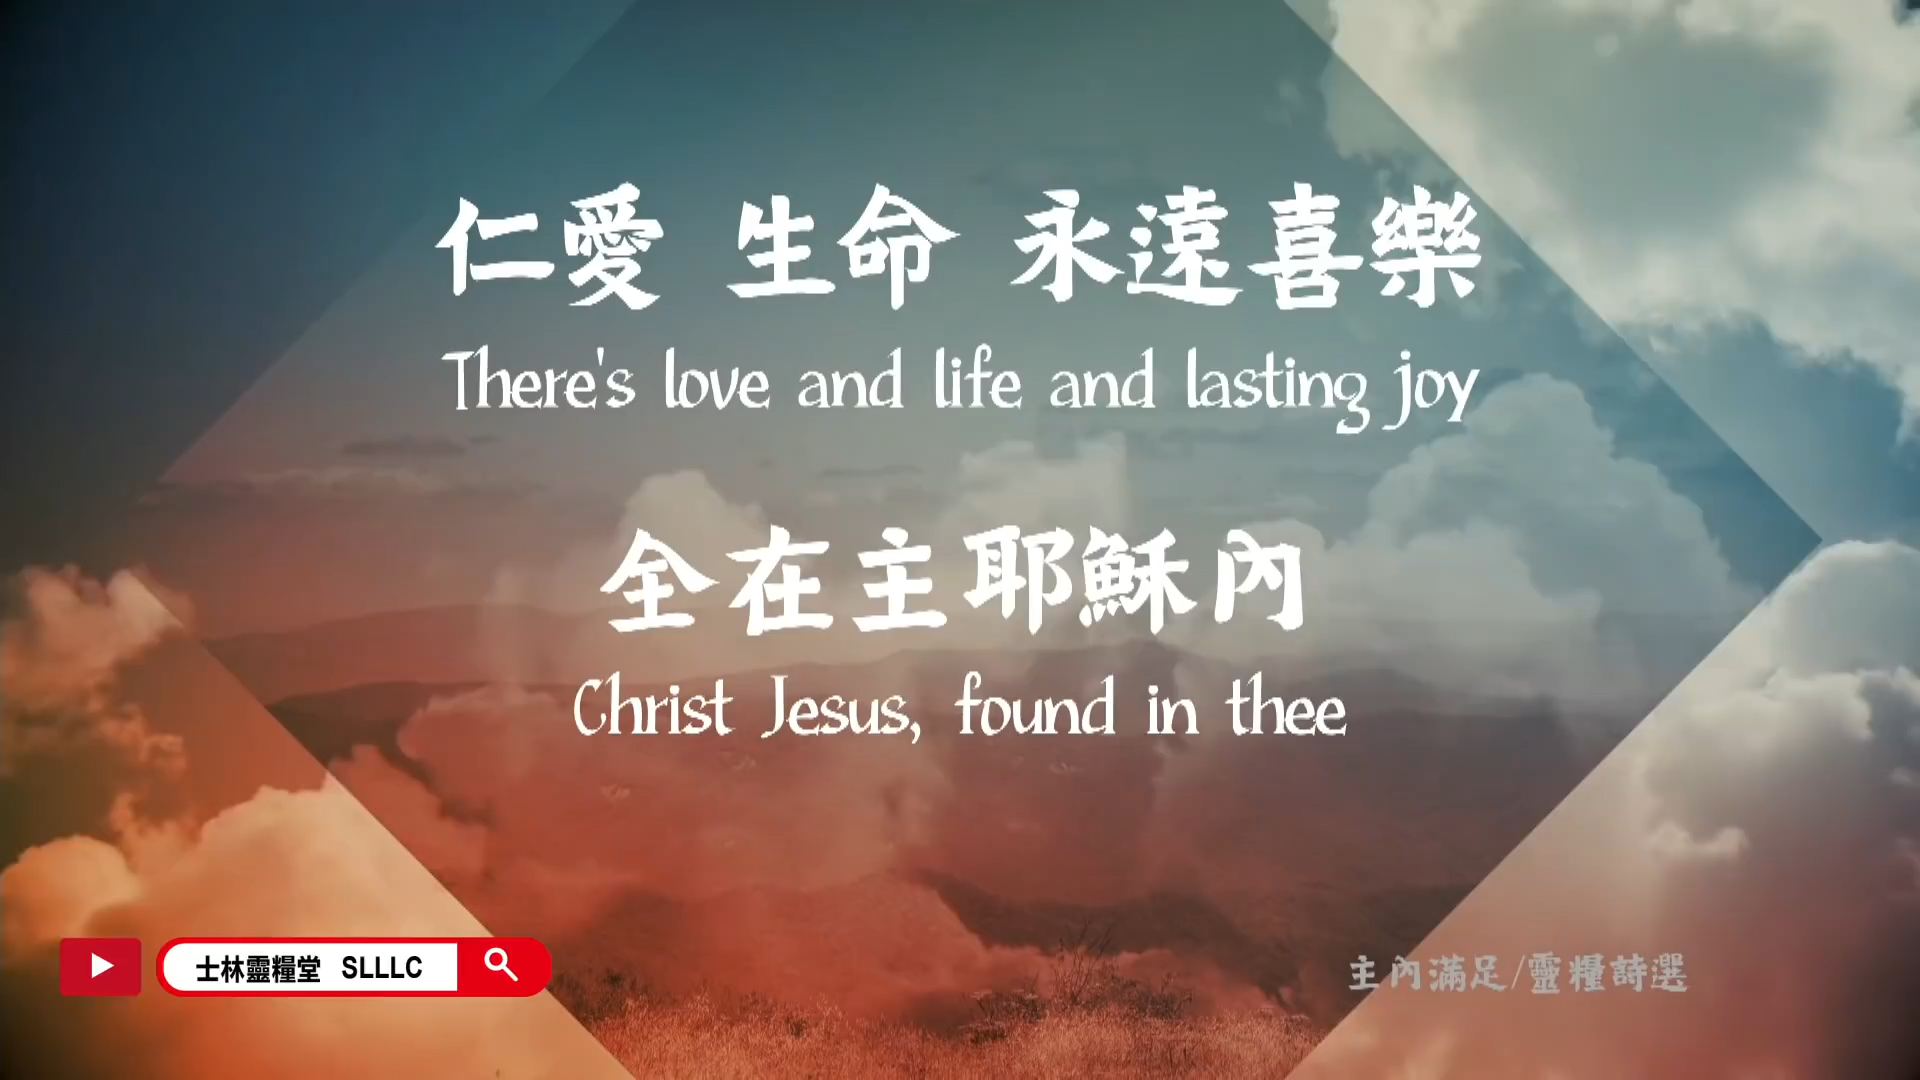 仁愛 生命 永遠喜樂
There's love and life and lasting joy
全在主耶穌內
Christ Jesus, found in thee
士林靈糧堂 SLLLC
主內滿足/靈糧詩選